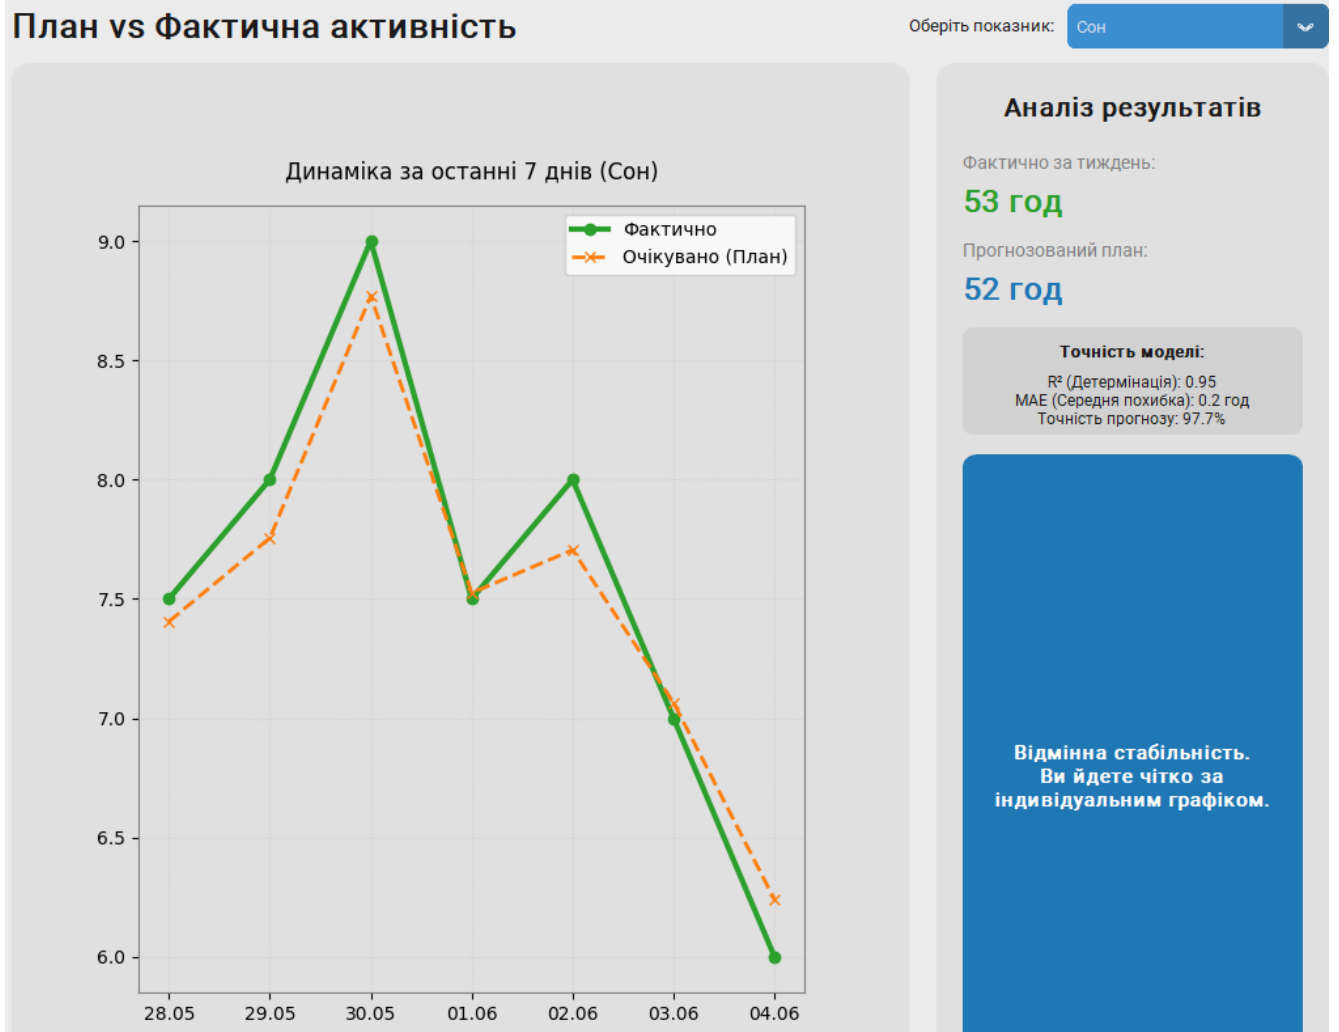 План vs Фактична активність
Оберіть показник:
Сон
Динаміка за останні 7 днів (Сон)
Фактично
Очікувано (План)
9.0
8.5
8.0
7.5
7.0
6.5
6.0
28.05
29.05
30.05
01.06
02.06
03.06
04.06
Аналіз результатів
Фактично за тиждень:
53 год
Прогнозований план:
52 год
Точність моделі:
R² (Детермінація): 0.95
MAE (Середня похибка): 0.2 год
Точність прогнозу: 97.7%
Відмінна стабільність.
Ви йдете чітко за
індивідуальним графіком.